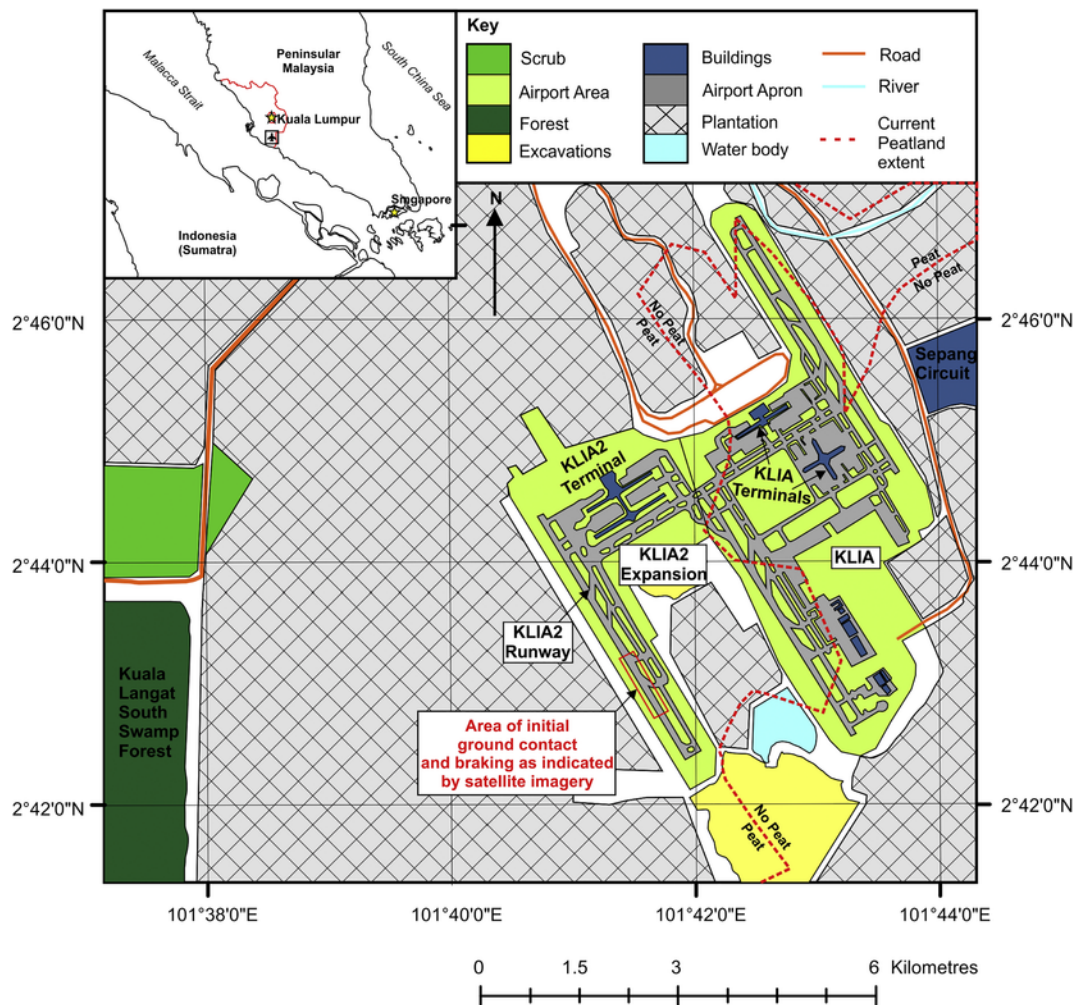 Key
Scrub
Airport Area
Forest
Excavations
Buildings
Airport Apron
Plantation
Water body
Road
River
Current
Peatland
extent
Peninsular
Malaysia
South China Sea
Malacca Strait
Kuala Lumpur
Singapore
Indonesia
(Sumatra)
N
Peat
No Peat
No Peat
Peat
2°46'0"N
2°46'0"N
Sepang
Circuit
KLIA2
Terminal
KLIA
Terminals
2°44'0"N
2°44'0"N
KLIA2
Expansion
KLIA
KLIA2
Runway
Kuala
Langat
South
Swamp
Forest
Area of initial
ground contact
and braking as indicated
by satellite imagery
2°42'0"N
2°42'0"N
No Peat
Peat
101°38'0"E
101°40'0"E
101°42'0"E
101°44'0"E
0 1.5 3 6 Kilometres